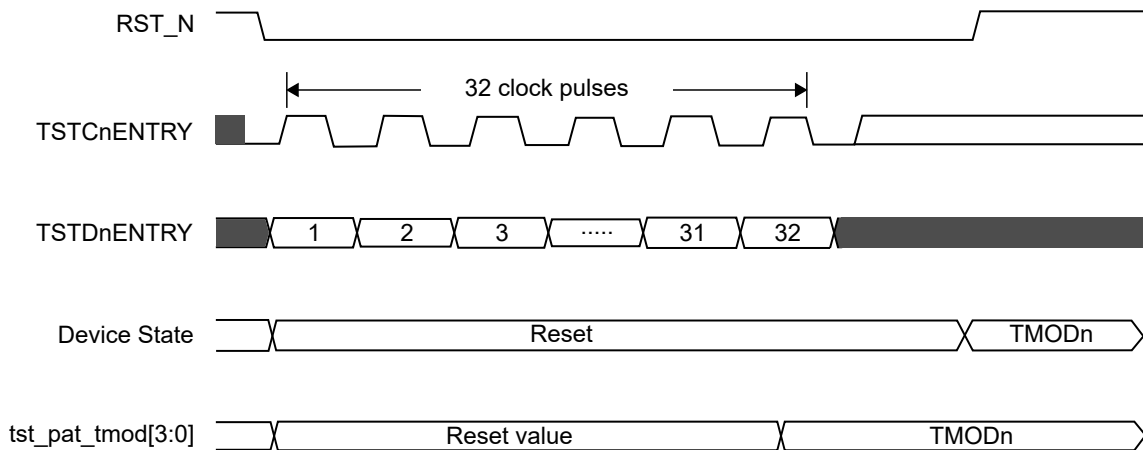 RST_N
32 clock pulses
TSTCnENTRY
TSTDnENTRY 1 2 3 ..... 31 32
Device State Reset TMODn
tst_pat_tmod[3:0] Reset value TMODn